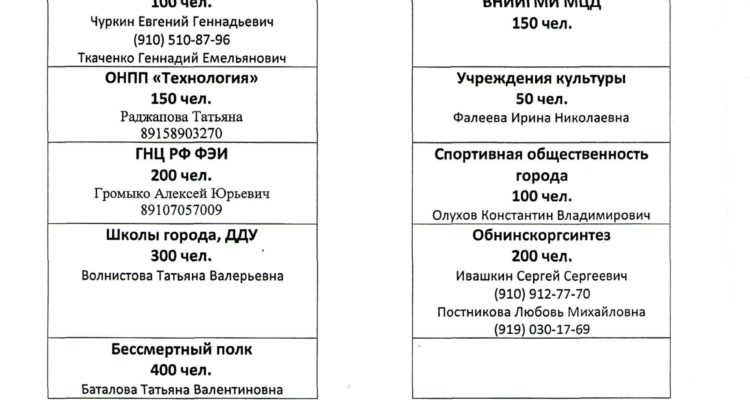 100 чел.
Чуркин Евгений Геннадьевич
(910) 510-87-96
Ткаченко Геннадий Емельянович
ОНПП «Технология»
150 чел.
Раджапова Татьяна
89158903270
ГНЦ РФ ФЭИ
200 чел.
Громыко Алексей Юрьевич
89107057009
Школы города, ДДУ
300 чел.
Волнистова Татьяна Валерьевна
Бессмертный полк
400 чел.
Баталова Татьяна Валентиновна
ВНИИГМИ МЦД
150 чел.
Учреждения культуры
50 чел.
Фалеева Ирина Николаевна
Спортивная общественность
города
100 чел.
Олухов Константин Владимирович
Обнинскоргсинтез
200 чел.
Ивашкин Сергей Сергеевич
(910) 912-77-70
Постникова Любовь Михайловна
(919) 030-17-69